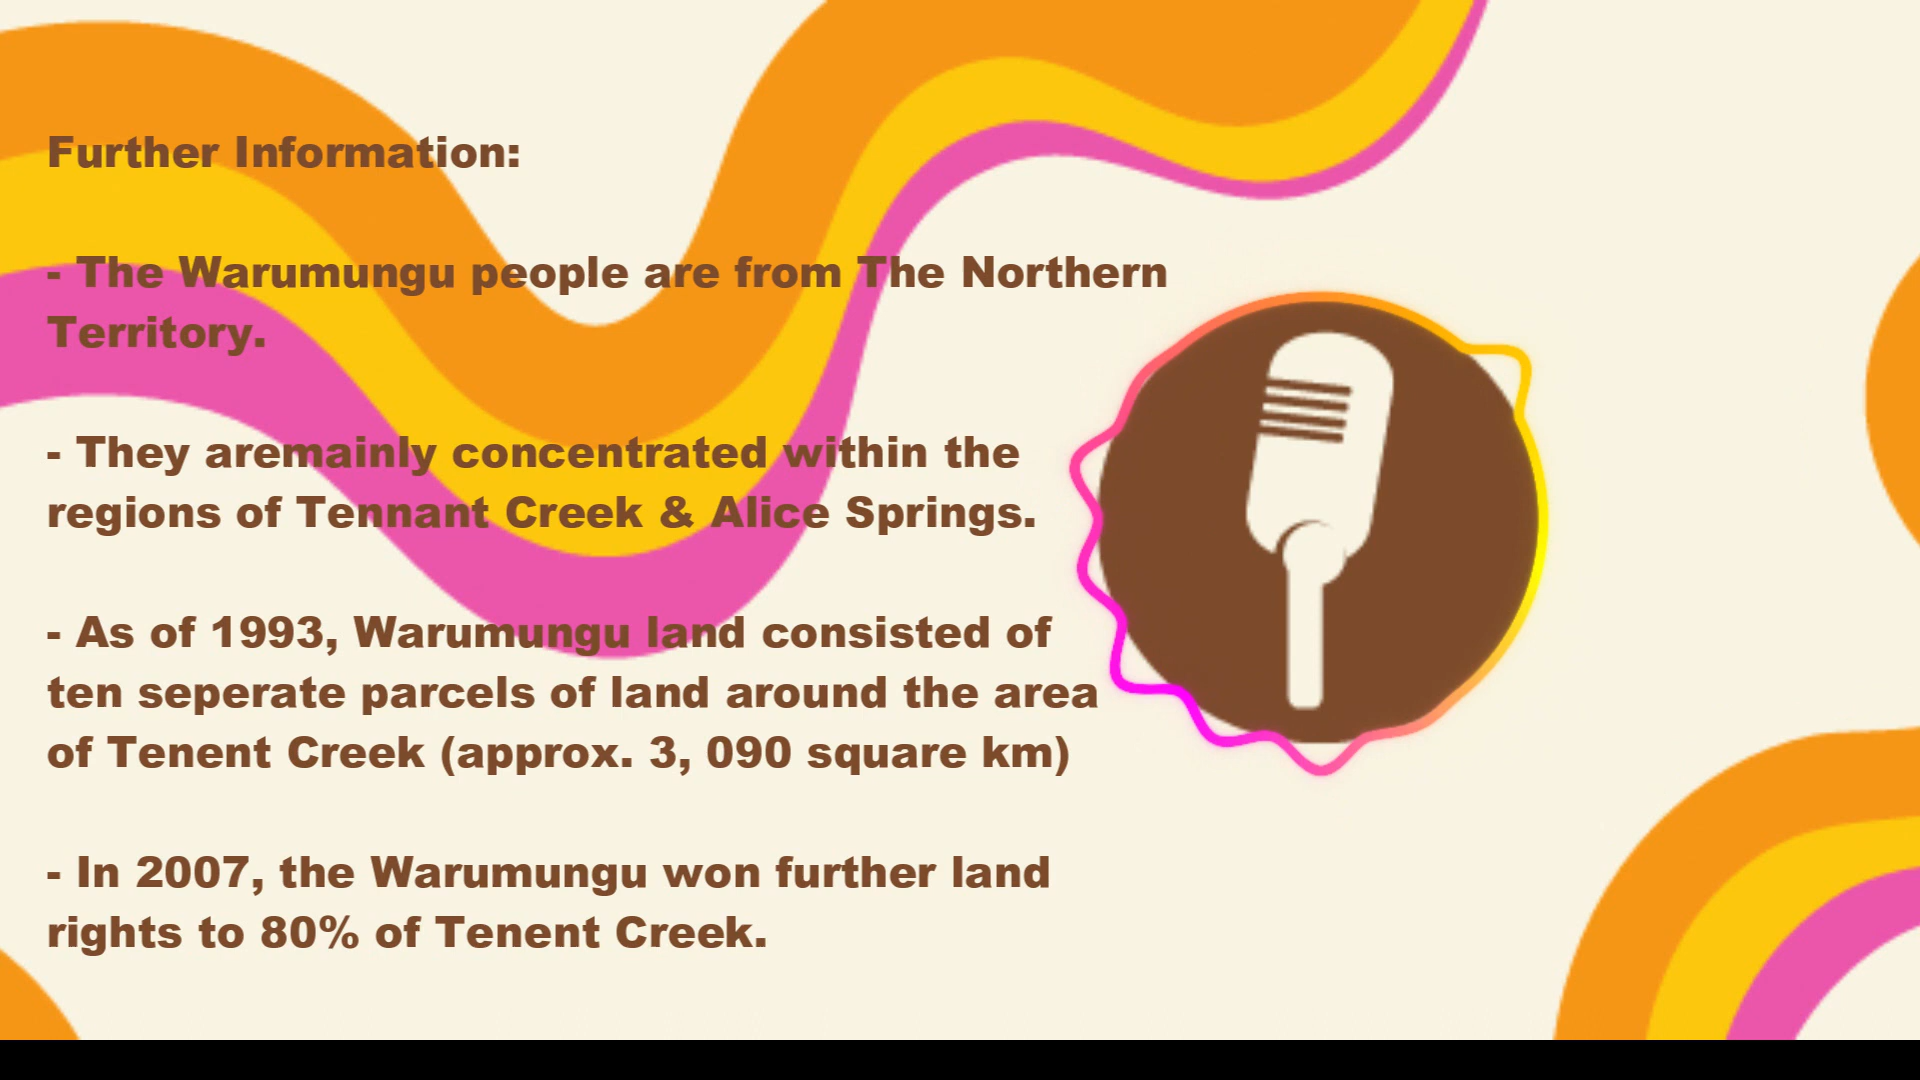 Further Information:
- The Warumungu people are from The Northern
Territory.
- They aremainly concentrated within the
regions of Tennant Creek & Alice Springs.
- As of 1993, Warumungu land consisted of
ten seperate parcels of land around the area
of Tenent Creek (approx. 3, 090 square km)
- In 2007, the Warumungu won further land
rights to 80% of Tenent Creek.